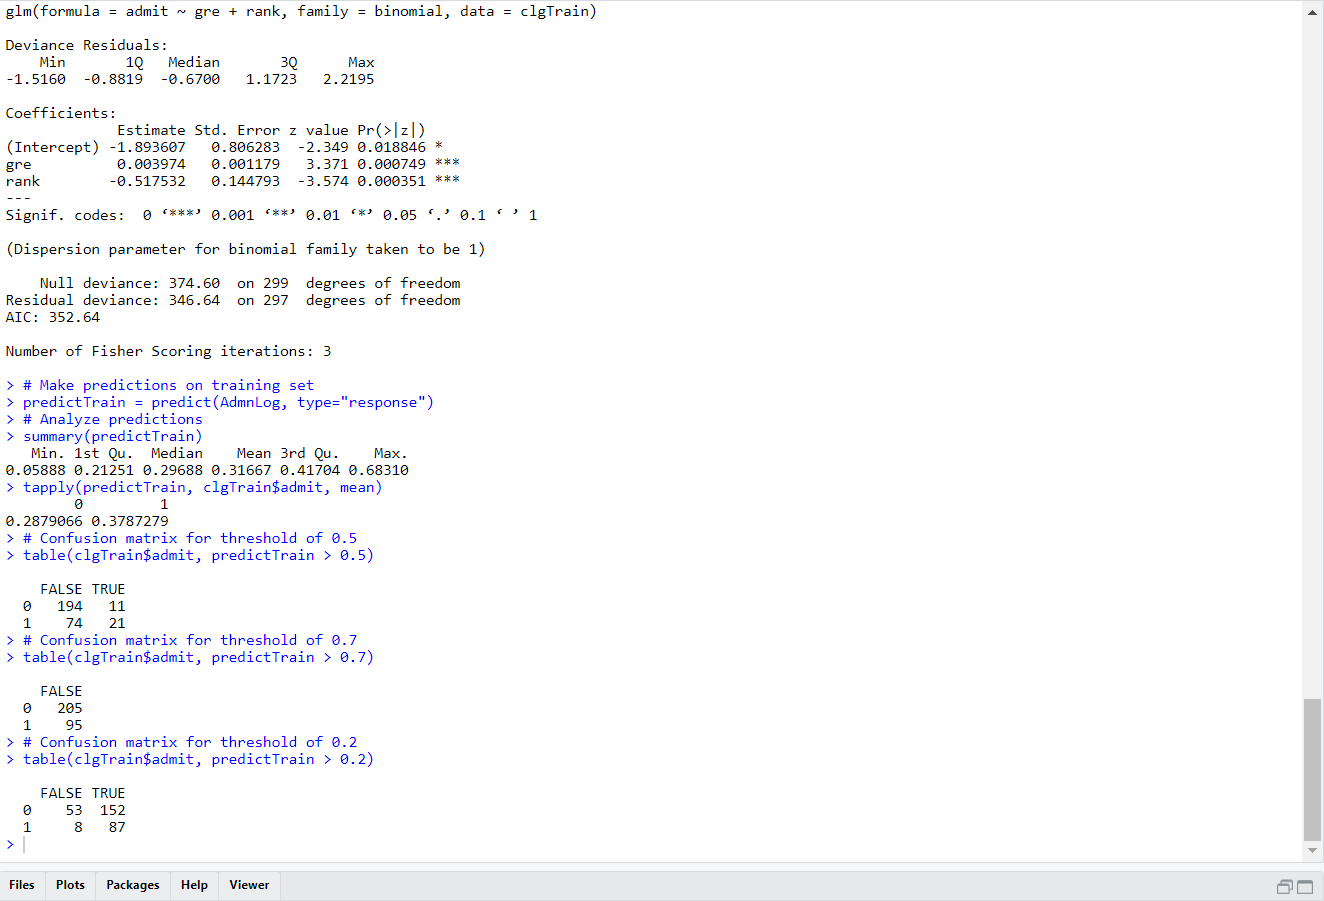 glm(formula = admit ~ gre + rank, family = binomial, data = clgTrain)
Deviance Residuals:
    Min       1Q   Median       3Q      Max
-1.5160  -0.8819  -0.6700   1.1723   2.2195
Coefficients:
             Estimate Std. Error z value Pr(>|z|)
(Intercept) -1.893607   0.806283  -2.349 0.018846 *
gre          0.003974   0.001179   3.371 0.000749 ***
rank        -0.517532   0.144793  -3.574 0.000351 ***
---
Signif. codes:  0 ‘***’ 0.001 ‘**’ 0.01 ‘*’ 0.05 ‘.’ 0.1 ‘ ’ 1
(Dispersion parameter for binomial family taken to be 1)
    Null deviance: 374.60  on 299  degrees of freedom
Residual deviance: 346.64  on 297  degrees of freedom
AIC: 352.64
Number of Fisher Scoring iterations: 3
> # Make predictions on training set
> predictTrain = predict(AdmnLog, type="response")
> # Analyze predictions
> summary(predictTrain)
   Min. 1st Qu.  Median    Mean 3rd Qu.    Max.
0.05888 0.21251 0.29688 0.31667 0.41704 0.68310
> tapply(predictTrain, clgTrain$admit, mean)
        0         1
0.2879066 0.3787279
> # Confusion matrix for threshold of 0.5
> table(clgTrain$admit, predictTrain > 0.5)
    FALSE TRUE
  0   194   11
  1    74   21
> # Confusion matrix for threshold of 0.7
> table(clgTrain$admit, predictTrain > 0.7)
    FALSE
  0   205
  1    95
> # Confusion matrix for threshold of 0.2
> table(clgTrain$admit, predictTrain > 0.2)
    FALSE TRUE
  0    53  152
  1     8   87
>
Files Plots Packages Help Viewer